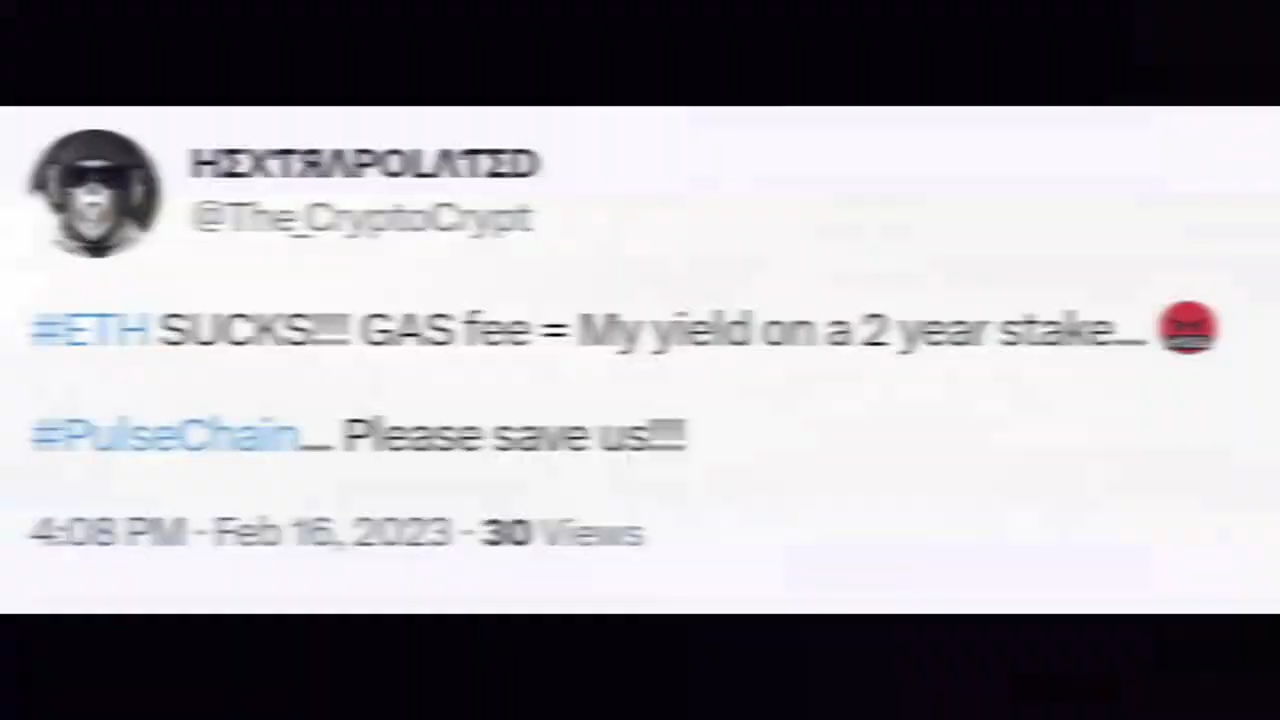 HΣXTЯΛPOLΛTΣD
@The_CryptoCrypt
#ETH SUCKS!!! GAS fee = My yield on a 2 year stake... 😡
#PulseChain... Please save us!!!
4:08 PM · Feb 16, 2023 · 30 Views